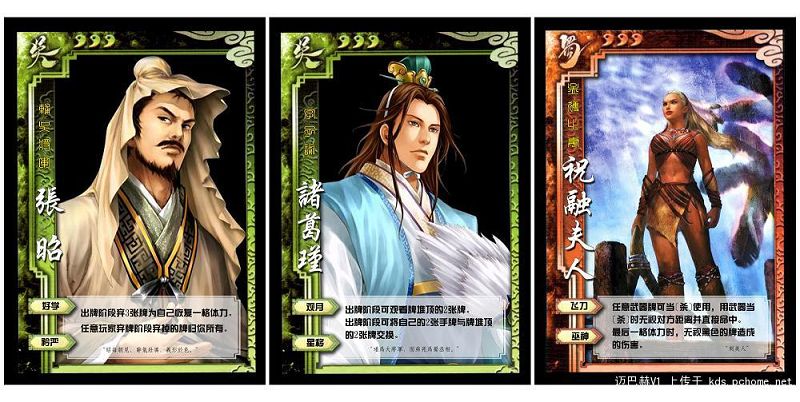 吳
張昭
好学
出牌阶段弃3张牌为自己恢复一格体力。
任意玩家弃牌阶段弃掉的牌归你所有。
吳
諸葛瑾
观月
出牌阶段可观看牌堆顶的2张牌。
出牌阶段可将自己的2张手牌与牌堆顶
的2张牌交换。
星移
蜀
祝融夫人
飞刀
任意武器牌可当〔杀〕使用，用武器当
〔杀〕时无视对方距离并直接命中。
巫神
最后一格体力时，无视黑色的牌造成
的伤害。
迈巴赫V1 上传于 kds.pchome.net